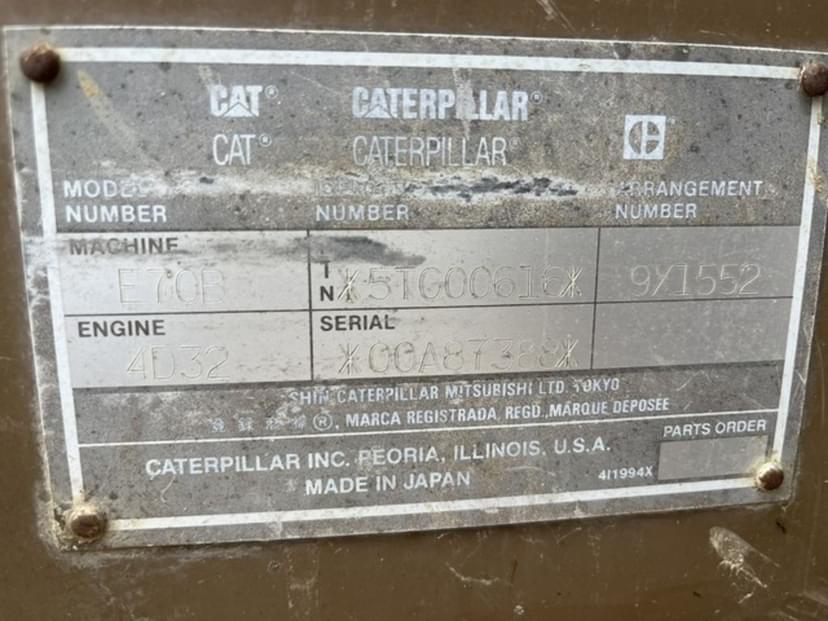 CAT® CATERPILLAR®
CAT® CATERPILLAR®
MODEL ARRANGEMENT
NUMBER NUMBER NUMBER
MACHINE
E70B
I
N *5TG00616* 9Y1552
ENGINE SERIAL
4D32 *00A87388*
SHIN CATERPILLAR MITSUBISHI LTD. TOKYO
®, MARCA REGISTRADA, REGD., MARQUE DEPOSEE
PARTS ORDER
CATERPILLAR INC. PEORIA, ILLINOIS, U.S.A.
MADE IN JAPAN
4I1994X